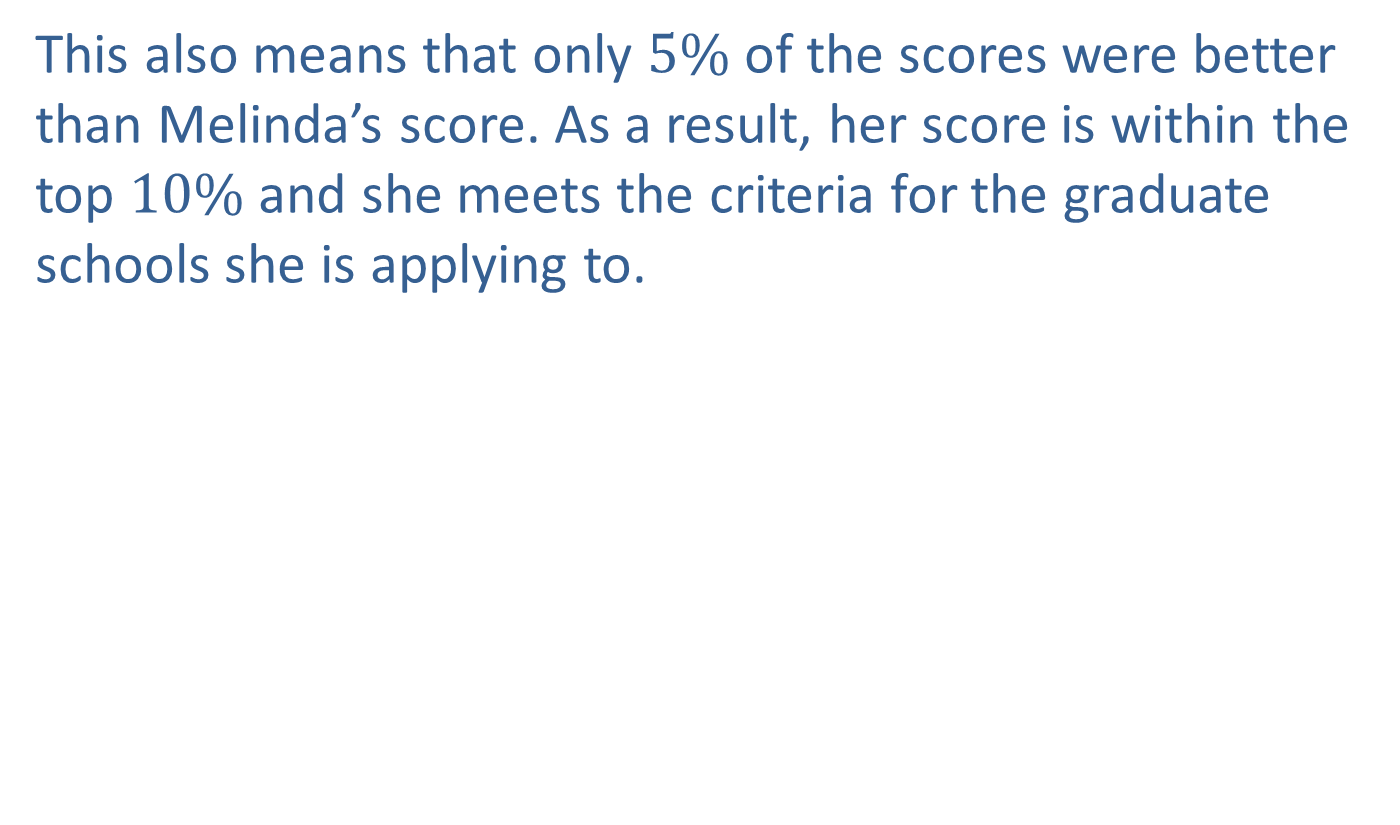 This also means that only 5% of the scores were better
than Melinda’s score. As a result, her score is within the
top 10% and she meets the criteria for the graduate
schools she is applying to.